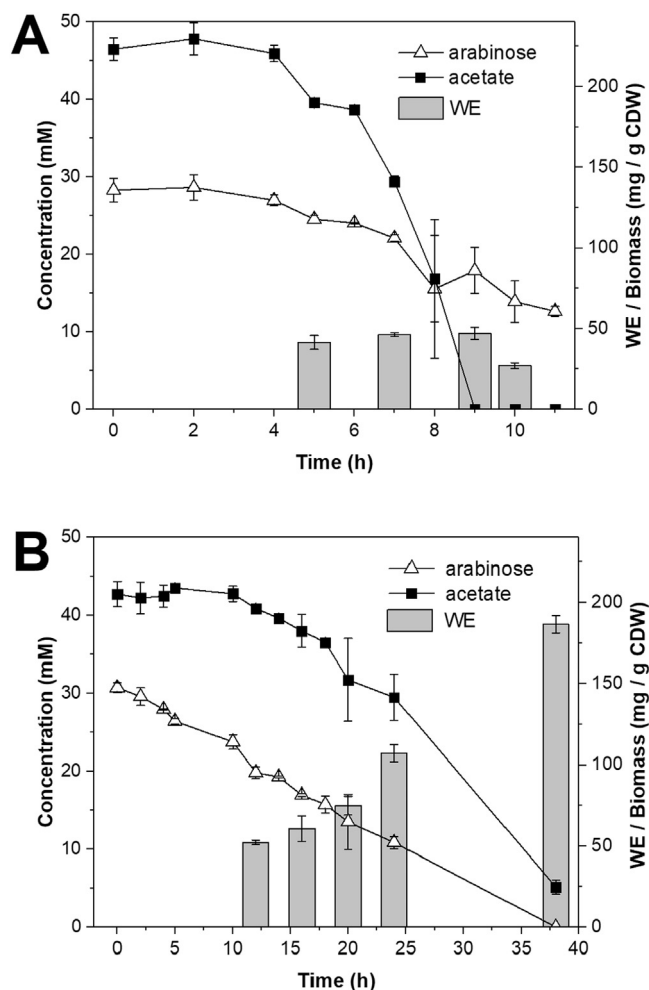 A
50
40
30
20
10
0
Concentration (mM)
arabinose
acetate
WE
200
150
100
50
0
WE / Biomass (mg / g CDW)
0 2 4 6 8 10
Time (h)
B
50
40
30
20
10
0
Concentration (mM)
arabinose
acetate
WE
200
150
100
50
0
WE / Biomass (mg / g CDW)
0 5 10 15 20 25 30 35 40
Time (h)